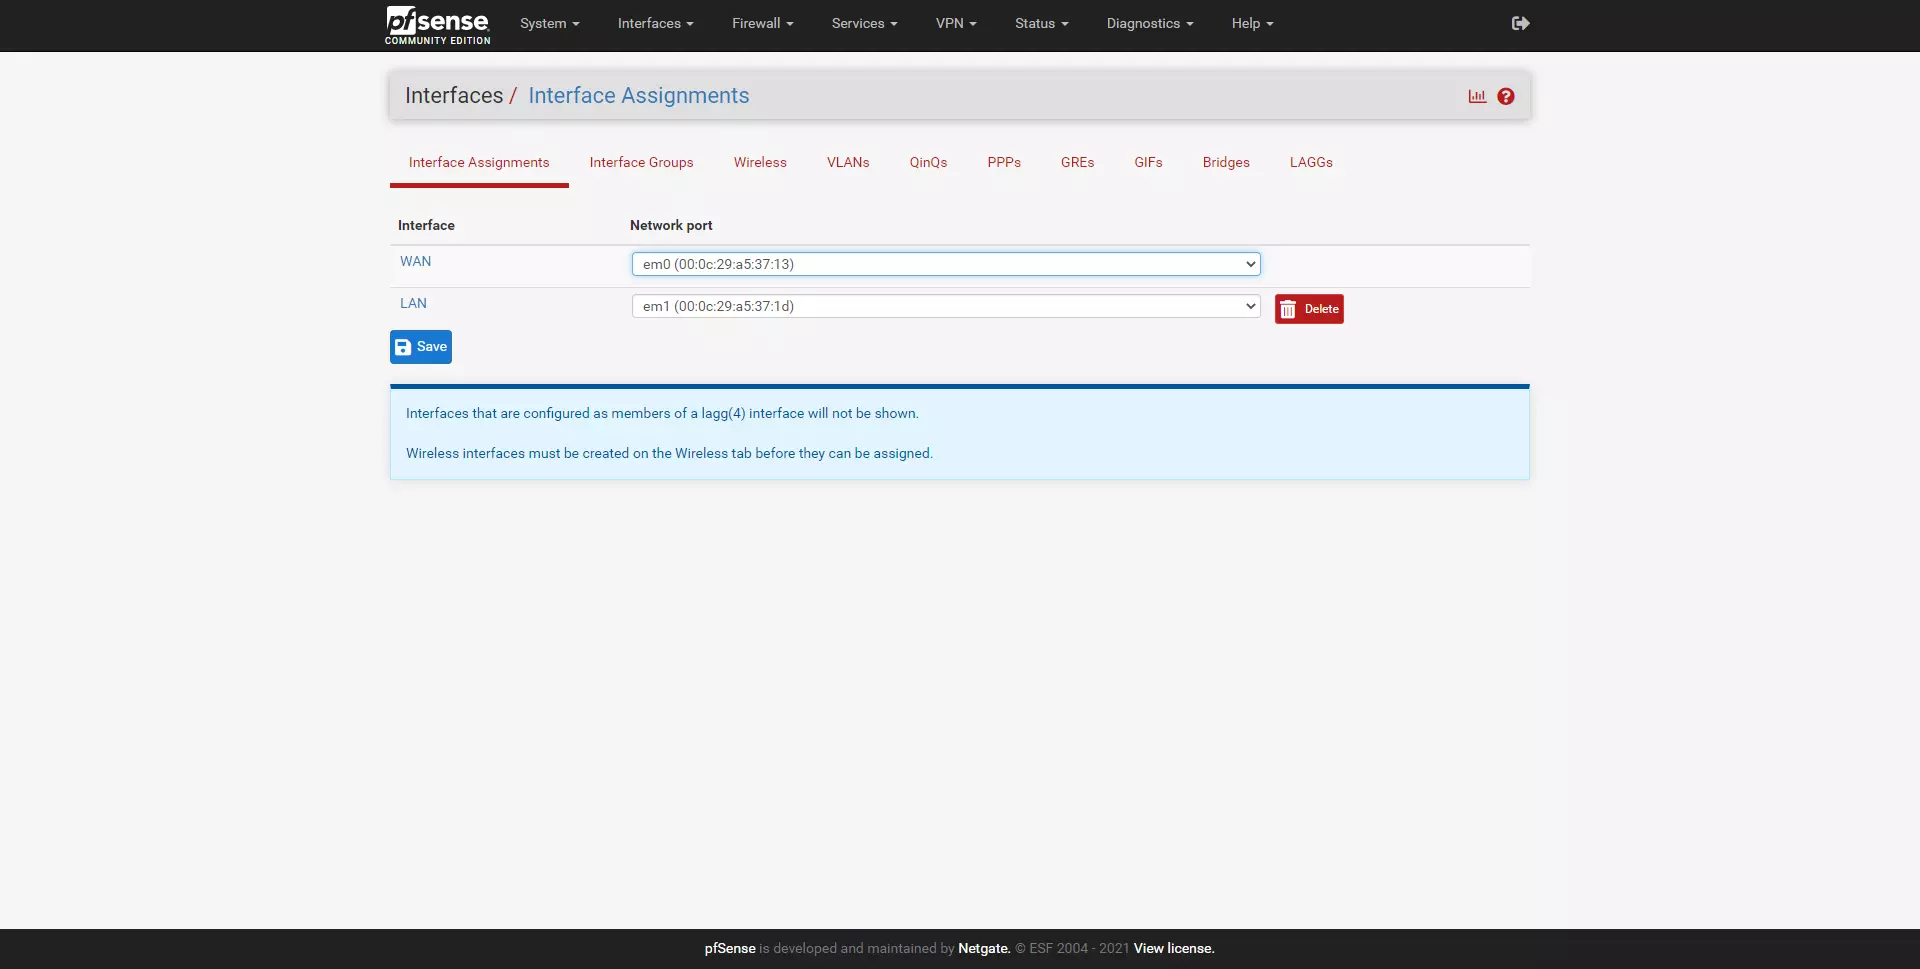 pfsense COMMUNITY EDITION System Interfaces Firewall Services VPN Status Diagnostics Help
Interfaces / Interface Assignments
Interface Assignments Interface Groups Wireless VLANs QinQs PPPs GREs GIFs Bridges LAGGs
Interface Network port
WAN em0 (00:0c:29:a5:37:13)
LAN em1 (00:0c:29:a5:37:1d) Delete
Save
Interfaces that are configured as members of a lagg(4) interface will not be shown.
Wireless interfaces must be created on the Wireless tab before they can be assigned.
pfSense is developed and maintained by Netgate. © ESF 2004 - 2021 View license.